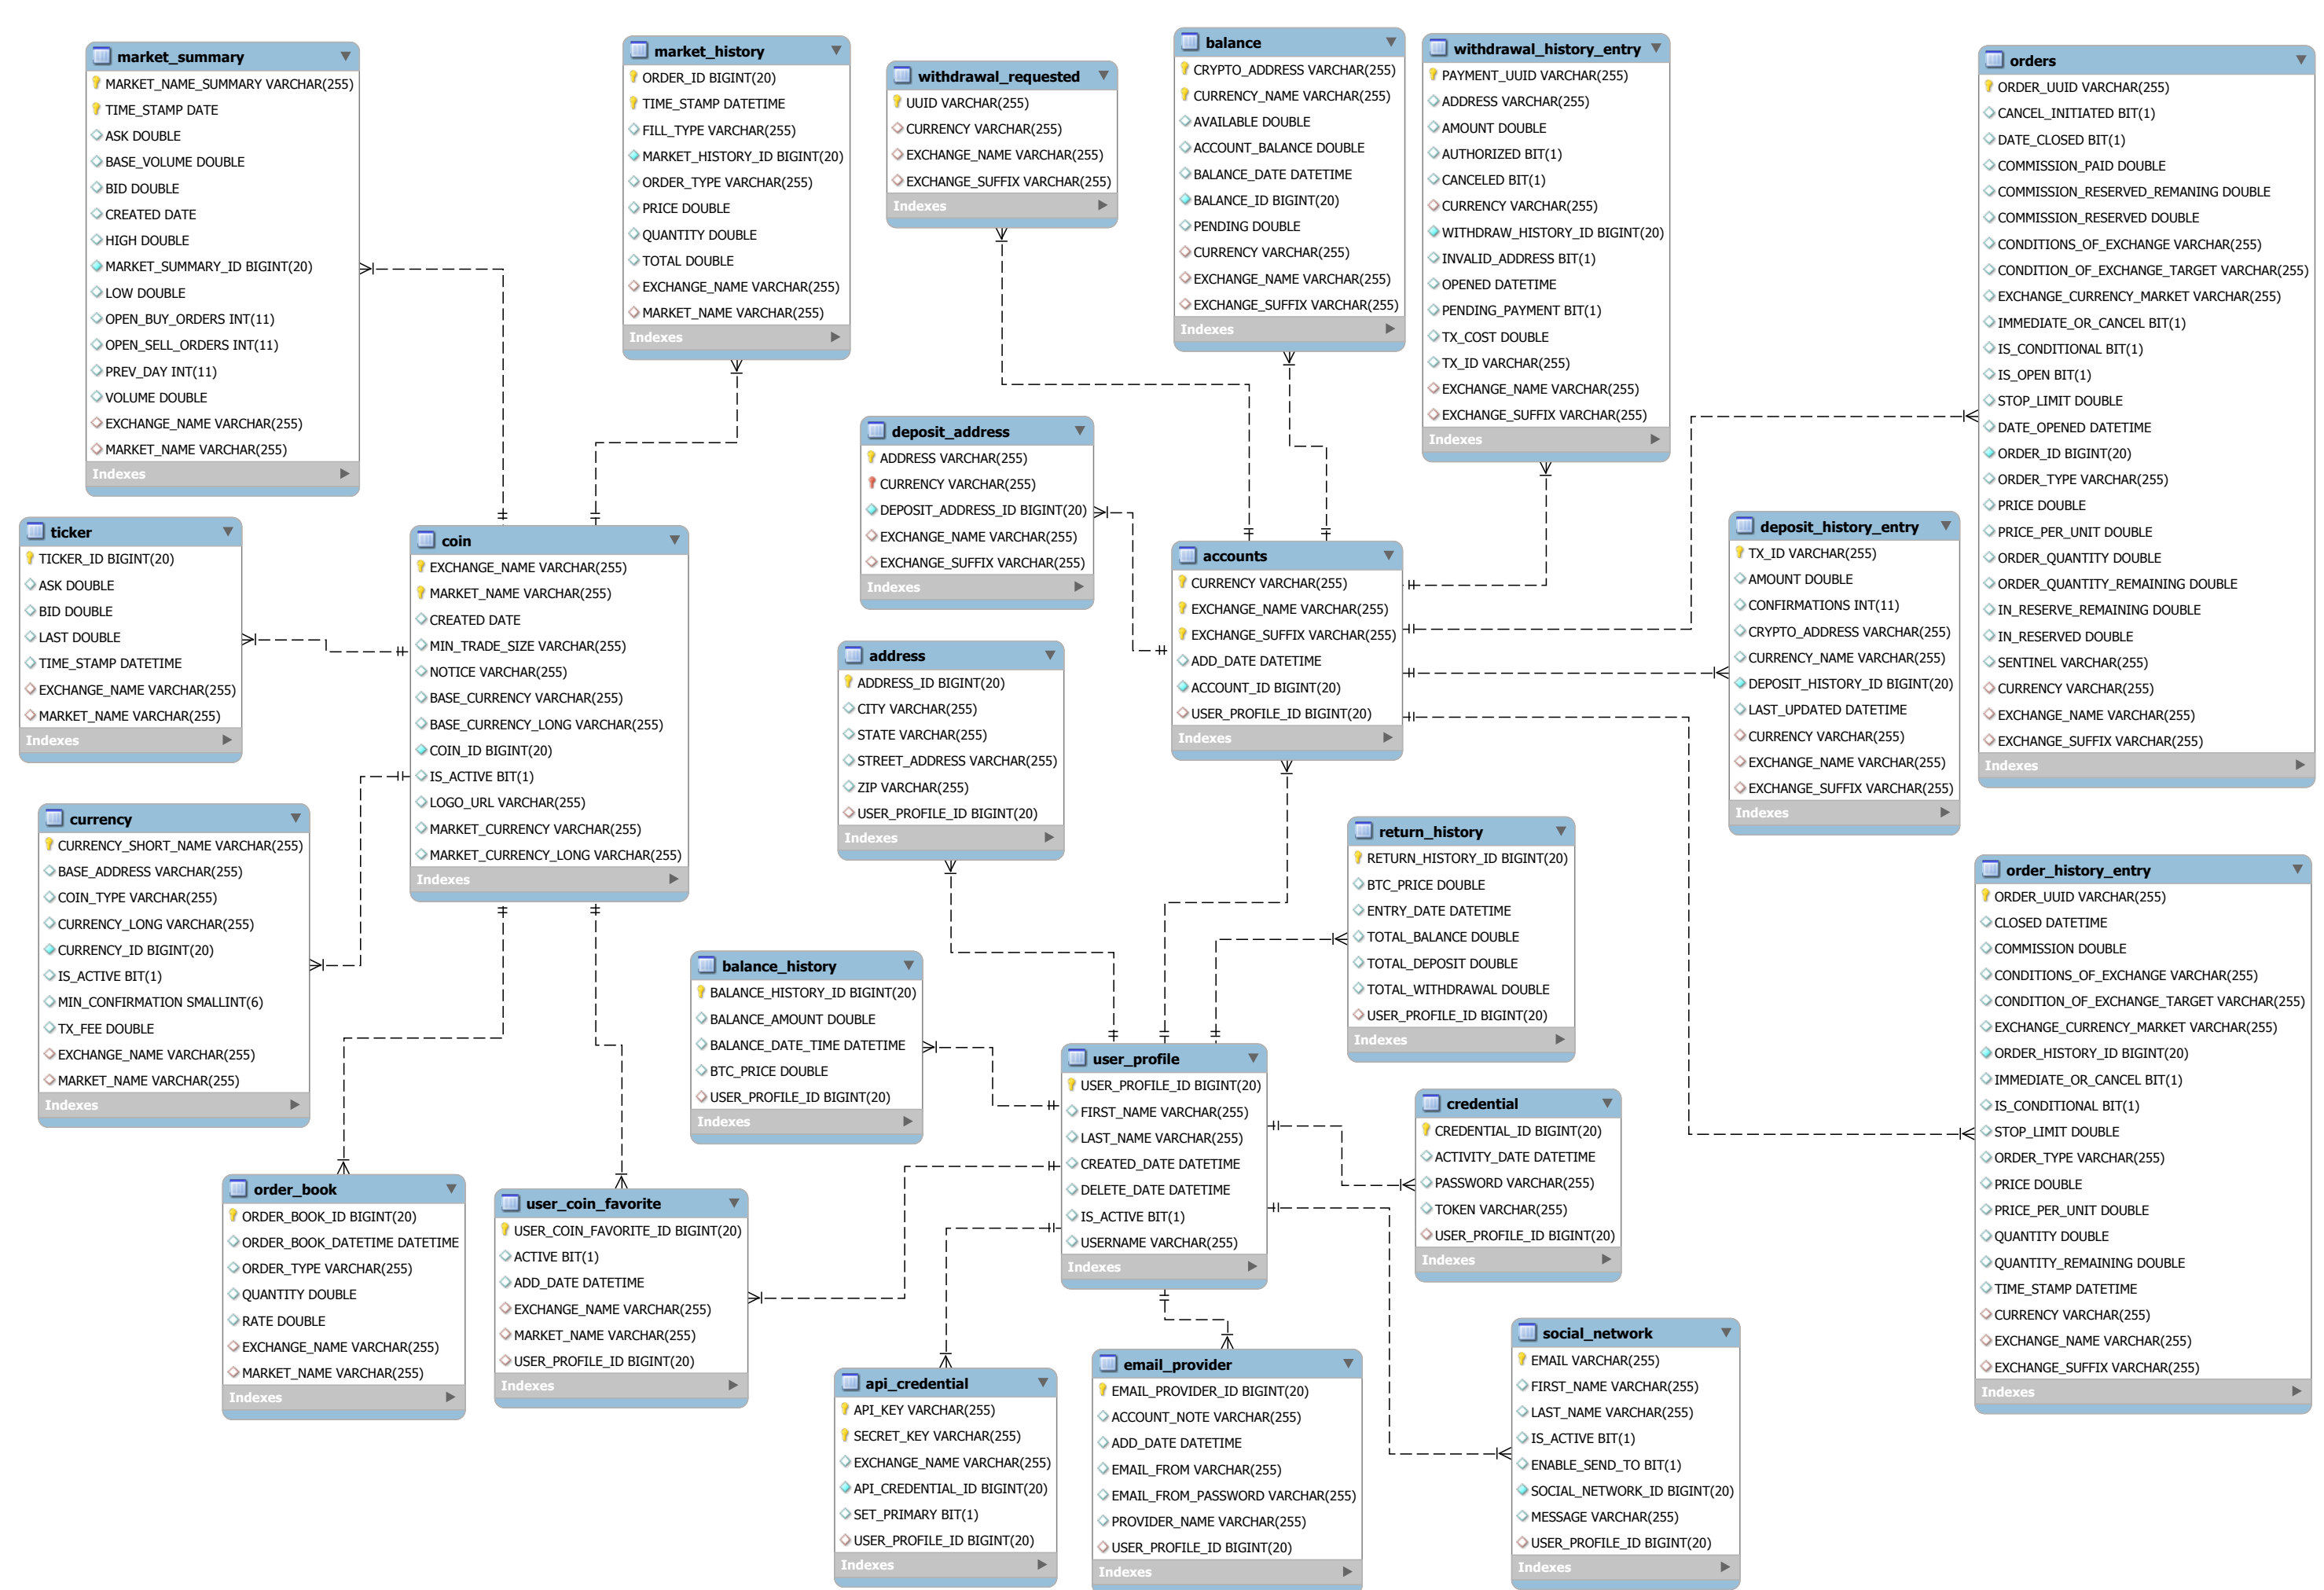 market_summary
MARKET_NAME_SUMMARY VARCHAR(255)
TIME_STAMP DATE
ASK DOUBLE
BASE_VOLUME DOUBLE
BID DOUBLE
CREATED DATE
HIGH DOUBLE
MARKET_SUMMARY_ID BIGINT(20)
LOW DOUBLE
OPEN_BUY_ORDERS INT(11)
OPEN_SELL_ORDERS INT(11)
PREV_DAY INT(11)
VOLUME DOUBLE
EXCHANGE_NAME VARCHAR(255)
MARKET_NAME VARCHAR(255)
Indexes
market_history
ORDER_ID BIGINT(20)
TIME_STAMP DATETIME
FILL_TYPE VARCHAR(255)
MARKET_HISTORY_ID BIGINT(20)
ORDER_TYPE VARCHAR(255)
PRICE DOUBLE
QUANTITY DOUBLE
TOTAL DOUBLE
EXCHANGE_NAME VARCHAR(255)
MARKET_NAME VARCHAR(255)
Indexes
withdrawal_requested
UUID VARCHAR(255)
CURRENCY VARCHAR(255)
EXCHANGE_NAME VARCHAR(255)
EXCHANGE_SUFFIX VARCHAR(255)
Indexes
balance
CRYPTO_ADDRESS VARCHAR(255)
CURRENCY_NAME VARCHAR(255)
AVAILABLE DOUBLE
ACCOUNT_BALANCE DOUBLE
BALANCE_DATE DATETIME
BALANCE_ID BIGINT(20)
PENDING DOUBLE
CURRENCY VARCHAR(255)
EXCHANGE_NAME VARCHAR(255)
EXCHANGE_SUFFIX VARCHAR(255)
Indexes
withdrawal_history_entry
PAYMENT_UUID VARCHAR(255)
ADDRESS VARCHAR(255)
AMOUNT DOUBLE
AUTHORIZED BIT(1)
CANCELED BIT(1)
CURRENCY VARCHAR(255)
WITHDRAW_HISTORY_ID BIGINT(20)
INVALID_ADDRESS BIT(1)
OPENED DATETIME
PENDING_PAYMENT BIT(1)
TX_COST DOUBLE
TX_ID VARCHAR(255)
EXCHANGE_NAME VARCHAR(255)
EXCHANGE_SUFFIX VARCHAR(255)
Indexes
orders
ORDER_UUID VARCHAR(255)
CANCEL_INITIATED BIT(1)
DATE_CLOSED BIT(1)
COMMISSION_PAID DOUBLE
COMMISSION_RESERVED_REMANING DOUBLE
COMMISSION_RESERVED DOUBLE
CONDITIONS_OF_EXCHANGE VARCHAR(255)
CONDITION_OF_EXCHANGE_TARGET VARCHAR(255)
EXCHANGE_CURRENCY_MARKET VARCHAR(255)
IMMEDIATE_OR_CANCEL BIT(1)
IS_CONDITIONAL BIT(1)
IS_OPEN BIT(1)
STOP_LIMIT DOUBLE
DATE_OPENED DATETIME
ORDER_ID BIGINT(20)
ORDER_TYPE VARCHAR(255)
PRICE DOUBLE
PRICE_PER_UNIT DOUBLE
ORDER_QUANTITY DOUBLE
ORDER_QUANTITY_REMAINING DOUBLE
IN_RESERVE_REMAINING DOUBLE
IN_RESERVED DOUBLE
SENTINEL VARCHAR(255)
CURRENCY VARCHAR(255)
EXCHANGE_NAME VARCHAR(255)
EXCHANGE_SUFFIX VARCHAR(255)
Indexes
deposit_address
ADDRESS VARCHAR(255)
CURRENCY VARCHAR(255)
DEPOSIT_ADDRESS_ID BIGINT(20)
EXCHANGE_NAME VARCHAR(255)
EXCHANGE_SUFFIX VARCHAR(255)
Indexes
ticker
TICKER_ID BIGINT(20)
ASK DOUBLE
BID DOUBLE
LAST DOUBLE
TIME_STAMP DATETIME
EXCHANGE_NAME VARCHAR(255)
MARKET_NAME VARCHAR(255)
Indexes
coin
EXCHANGE_NAME VARCHAR(255)
MARKET_NAME VARCHAR(255)
CREATED DATE
MIN_TRADE_SIZE VARCHAR(255)
NOTICE VARCHAR(255)
BASE_CURRENCY VARCHAR(255)
BASE_CURRENCY_LONG VARCHAR(255)
COIN_ID BIGINT(20)
IS_ACTIVE BIT(1)
LOGO_URL VARCHAR(255)
MARKET_CURRENCY VARCHAR(255)
MARKET_CURRENCY_LONG VARCHAR(255)
Indexes
accounts
CURRENCY VARCHAR(255)
EXCHANGE_NAME VARCHAR(255)
EXCHANGE_SUFFIX VARCHAR(255)
ADD_DATE DATETIME
ACCOUNT_ID BIGINT(20)
USER_PROFILE_ID BIGINT(20)
Indexes
deposit_history_entry
TX_ID VARCHAR(255)
AMOUNT DOUBLE
CONFIRMATIONS INT(11)
CRYPTO_ADDRESS VARCHAR(255)
CURRENCY_NAME VARCHAR(255)
DEPOSIT_HISTORY_ID BIGINT(20)
LAST_UPDATED DATETIME
CURRENCY VARCHAR(255)
EXCHANGE_NAME VARCHAR(255)
EXCHANGE_SUFFIX VARCHAR(255)
Indexes
address
ADDRESS_ID BIGINT(20)
CITY VARCHAR(255)
STATE VARCHAR(255)
STREET_ADDRESS VARCHAR(255)
ZIP VARCHAR(255)
USER_PROFILE_ID BIGINT(20)
Indexes
currency
CURRENCY_SHORT_NAME VARCHAR(255)
BASE_ADDRESS VARCHAR(255)
COIN_TYPE VARCHAR(255)
CURRENCY_LONG VARCHAR(255)
CURRENCY_ID BIGINT(20)
IS_ACTIVE BIT(1)
MIN_CONFIRMATION SMALLINT(6)
TX_FEE DOUBLE
EXCHANGE_NAME VARCHAR(255)
MARKET_NAME VARCHAR(255)
Indexes
return_history
RETURN_HISTORY_ID BIGINT(20)
BTC_PRICE DOUBLE
ENTRY_DATE DATETIME
TOTAL_BALANCE DOUBLE
TOTAL_DEPOSIT DOUBLE
TOTAL_WITHDRAWAL DOUBLE
USER_PROFILE_ID BIGINT(20)
Indexes
order_history_entry
ORDER_UUID VARCHAR(255)
CLOSED DATETIME
COMMISSION DOUBLE
CONDITIONS_OF_EXCHANGE VARCHAR(255)
CONDITION_OF_EXCHANGE_TARGET VARCHAR(255)
EXCHANGE_CURRENCY_MARKET VARCHAR(255)
ORDER_HISTORY_ID BIGINT(20)
IMMEDIATE_OR_CANCEL BIT(1)
IS_CONDITIONAL BIT(1)
STOP_LIMIT DOUBLE
ORDER_TYPE VARCHAR(255)
PRICE DOUBLE
PRICE_PER_UNIT DOUBLE
QUANTITY DOUBLE
QUANTITY_REMAINING DOUBLE
TIME_STAMP DATETIME
CURRENCY VARCHAR(255)
EXCHANGE_NAME VARCHAR(255)
EXCHANGE_SUFFIX VARCHAR(255)
Indexes
balance_history
BALANCE_HISTORY_ID BIGINT(20)
BALANCE_AMOUNT DOUBLE
BALANCE_DATE_TIME DATETIME
BTC_PRICE DOUBLE
USER_PROFILE_ID BIGINT(20)
Indexes
user_profile
USER_PROFILE_ID BIGINT(20)
FIRST_NAME VARCHAR(255)
LAST_NAME VARCHAR(255)
CREATED_DATE DATETIME
DELETE_DATE DATETIME
IS_ACTIVE BIT(1)
USERNAME VARCHAR(255)
Indexes
credential
CREDENTIAL_ID BIGINT(20)
ACTIVITY_DATE DATETIME
PASSWORD VARCHAR(255)
TOKEN VARCHAR(255)
USER_PROFILE_ID BIGINT(20)
Indexes
order_book
ORDER_BOOK_ID BIGINT(20)
ORDER_BOOK_DATETIME DATETIME
ORDER_TYPE VARCHAR(255)
QUANTITY DOUBLE
RATE DOUBLE
EXCHANGE_NAME VARCHAR(255)
MARKET_NAME VARCHAR(255)
Indexes
user_coin_favorite
USER_COIN_FAVORITE_ID BIGINT(20)
ACTIVE BIT(1)
ADD_DATE DATETIME
EXCHANGE_NAME VARCHAR(255)
MARKET_NAME VARCHAR(255)
USER_PROFILE_ID BIGINT(20)
Indexes
api_credential
API_KEY VARCHAR(255)
SECRET_KEY VARCHAR(255)
EXCHANGE_NAME VARCHAR(255)
API_CREDENTIAL_ID BIGINT(20)
SET_PRIMARY BIT(1)
USER_PROFILE_ID BIGINT(20)
Indexes
email_provider
EMAIL_PROVIDER_ID BIGINT(20)
ACCOUNT_NOTE VARCHAR(255)
ADD_DATE DATETIME
EMAIL_FROM VARCHAR(255)
EMAIL_FROM_PASSWORD VARCHAR(255)
PROVIDER_NAME VARCHAR(255)
USER_PROFILE_ID BIGINT(20)
Indexes
social_network
EMAIL VARCHAR(255)
FIRST_NAME VARCHAR(255)
LAST_NAME VARCHAR(255)
IS_ACTIVE BIT(1)
ENABLE_SEND_TO BIT(1)
SOCIAL_NETWORK_ID BIGINT(20)
MESSAGE VARCHAR(255)
USER_PROFILE_ID BIGINT(20)
Indexes